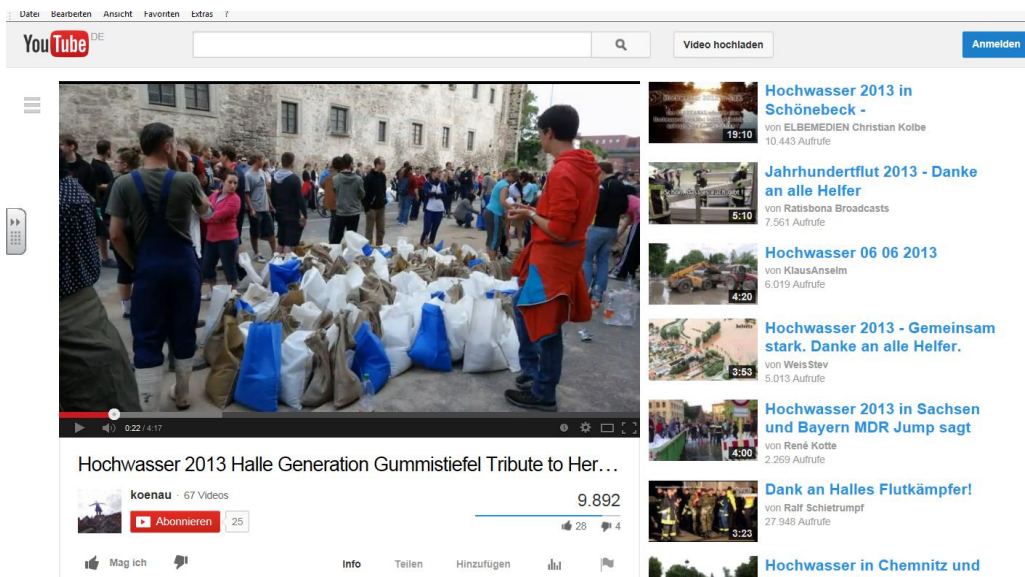 Datei Bearbeiten Ansicht Favoriten Extras ?
YouTube DE
Video hochladen
Anmelden
0:22 / 4:17
Hochwasser 2013 Halle Generation Gummistiefel Tribute to Her…
koenau · 67 Videos
Abonnieren 25
9.892
28 4
Mag ich
Info Teilen Hinzufügen
19:10
Hochwasser 2013 in
Schönebeck -
von ELBEMEDIEN Christian Kolbe
10.443 Aufrufe
5:10
Jahrhundertflut 2013 - Danke
an alle Helfer
von Ratisbona Broadcasts
7.561 Aufrufe
4:20
Hochwasser 06 06 2013
von KlausAnselm
6.019 Aufrufe
3:53
Hochwasser 2013 - Gemeinsam
stark. Danke an alle Helfer.
von WeisStev
5.013 Aufrufe
4:00
Hochwasser 2013 in Sachsen
und Bayern MDR Jump sagt
von René Kotte
2.269 Aufrufe
3:23
Dank an Halles Flutkämpfer!
von Ralf Schietrumpf
27.948 Aufrufe
Hochwasser in Chemnitz und